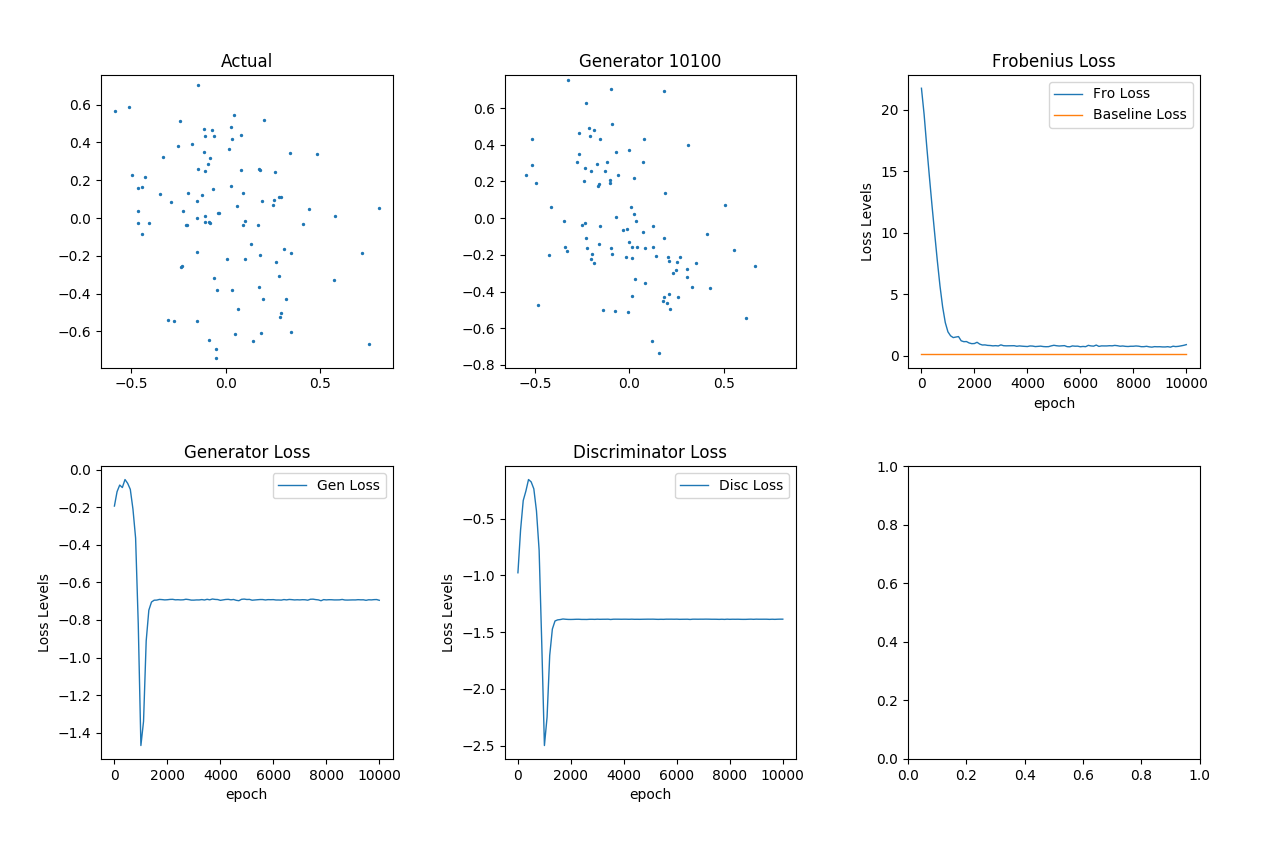 Actual
0.6
0.4
0.2
0.0
−0.2
−0.4
−0.6
−0.5 0.0 0.5
Generator 10100
0.6
0.4
0.2
0.0
−0.2
−0.4
−0.6
−0.8
−0.5 0.0 0.5
Frobenius Loss
Fro Loss
Baseline Loss
Loss Levels
20
15
10
5
0
0 2000 4000 6000 8000 10000
epoch
Generator Loss
Gen Loss
Loss Levels
0.0
−0.2
−0.4
−0.6
−0.8
−1.0
−1.2
−1.4
0 2000 4000 6000 8000 10000
epoch
Discriminator Loss
Disc Loss
Loss Levels
−0.5
−1.0
−1.5
−2.0
−2.5
0 2000 4000 6000 8000 10000
epoch
1.0
0.8
0.6
0.4
0.2
0.0
0.0 0.2 0.4 0.6 0.8 1.0